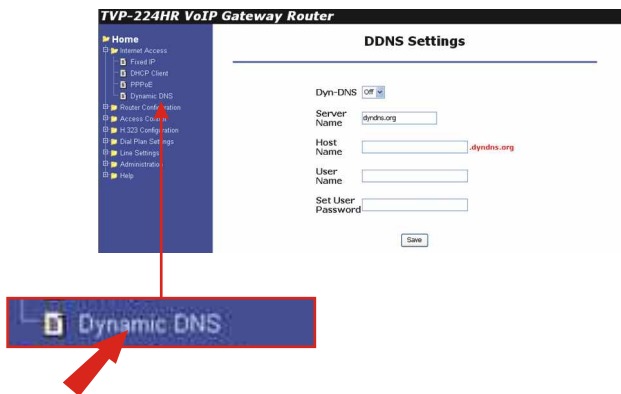 TVP-224HR VoIP Gateway Router
Home
Internet Access
Fixed IP
DHCP Client
PPPoE
Dynamic DNS
Router Configuration
Access Control
H.323 Configuration
Dial Plan Settings
Line Settings
Administration
Help
DDNS Settings
Dyn-DNS Off
Server Name dyndns.org
Host Name .dyndns.org
User Name
Set User Password
Save
Dynamic DNS